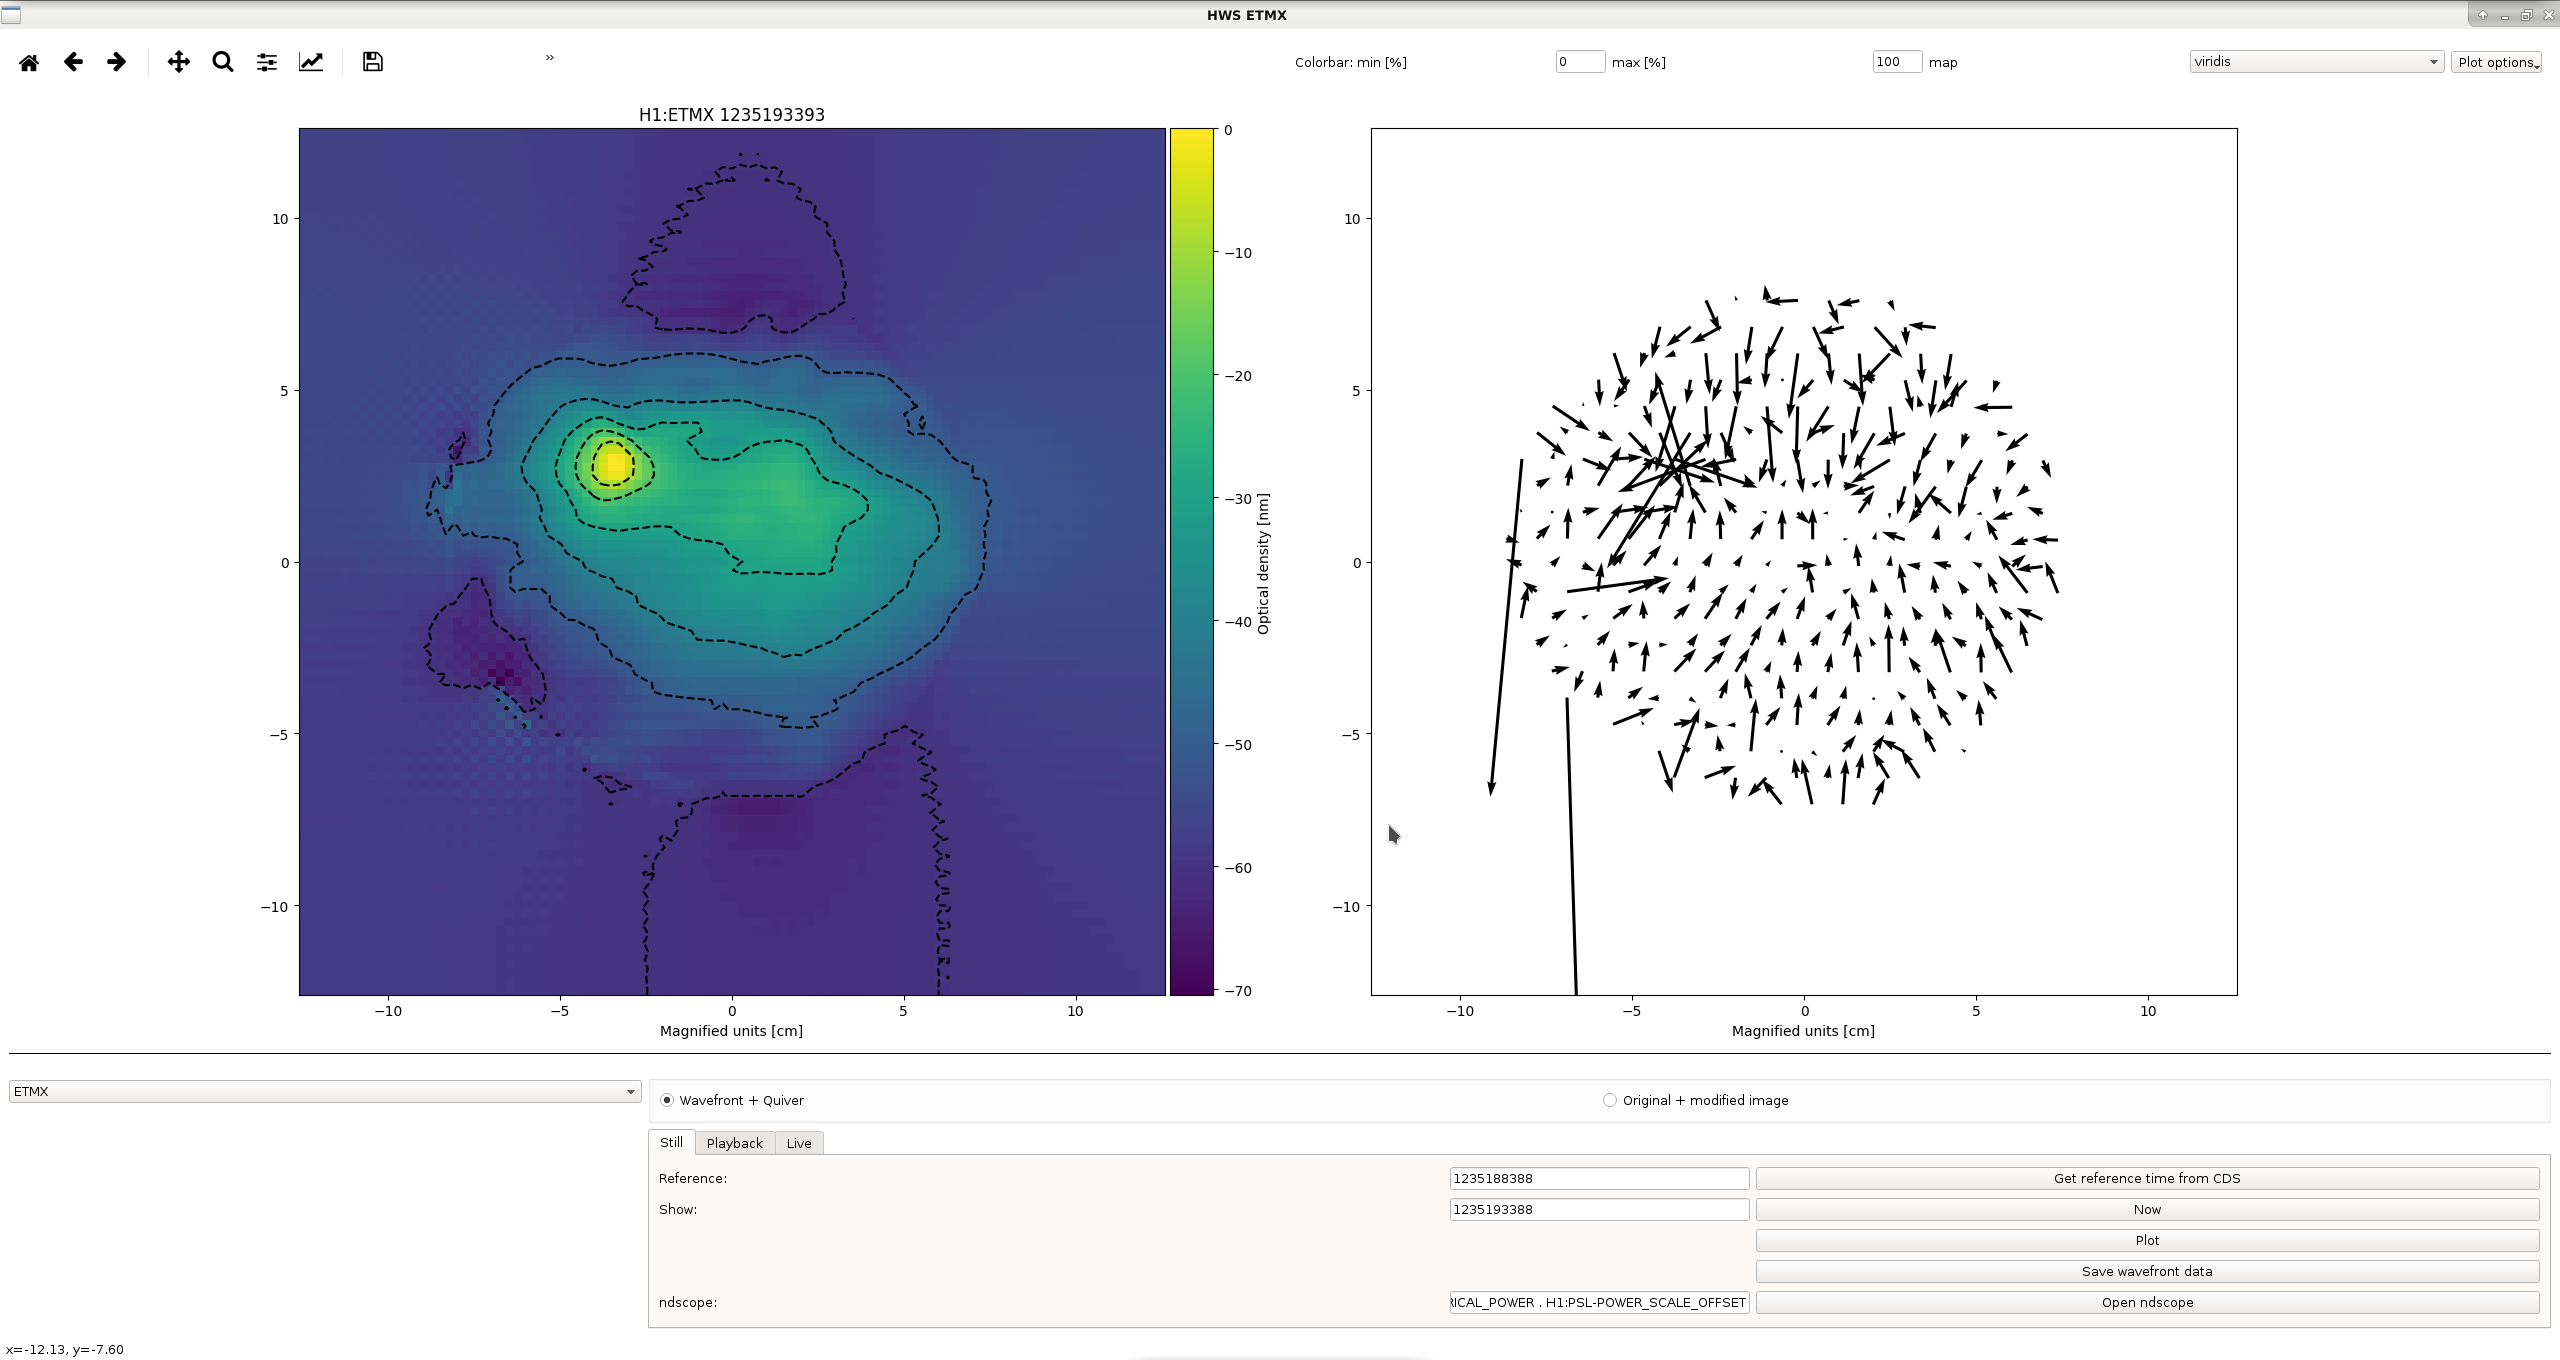 HWS ETMX
» Colorbar: min [%] 0 max [%] 100 map viridis Plot options
H1:ETMX 1235193393
10
5
0
−5
−10
−10 −5 0 5 10
Magnified units [cm]
0
−10
−20
−30
−40
−50
−60
−70
Optical density [nm]
10
5
0
−5
−10
−10 −5 0 5 10
Magnified units [cm]
ETMX
Wavefront + Quiver Original + modified image
Still Playback Live
Reference: 1235188388 Get reference time from CDS
Show: 1235193388 Now
Plot
Save wavefront data
ndscope: ICAL_POWER . H1:PSL-POWER_SCALE_OFFSET Open ndscope
x=-12.13, y=-7.60